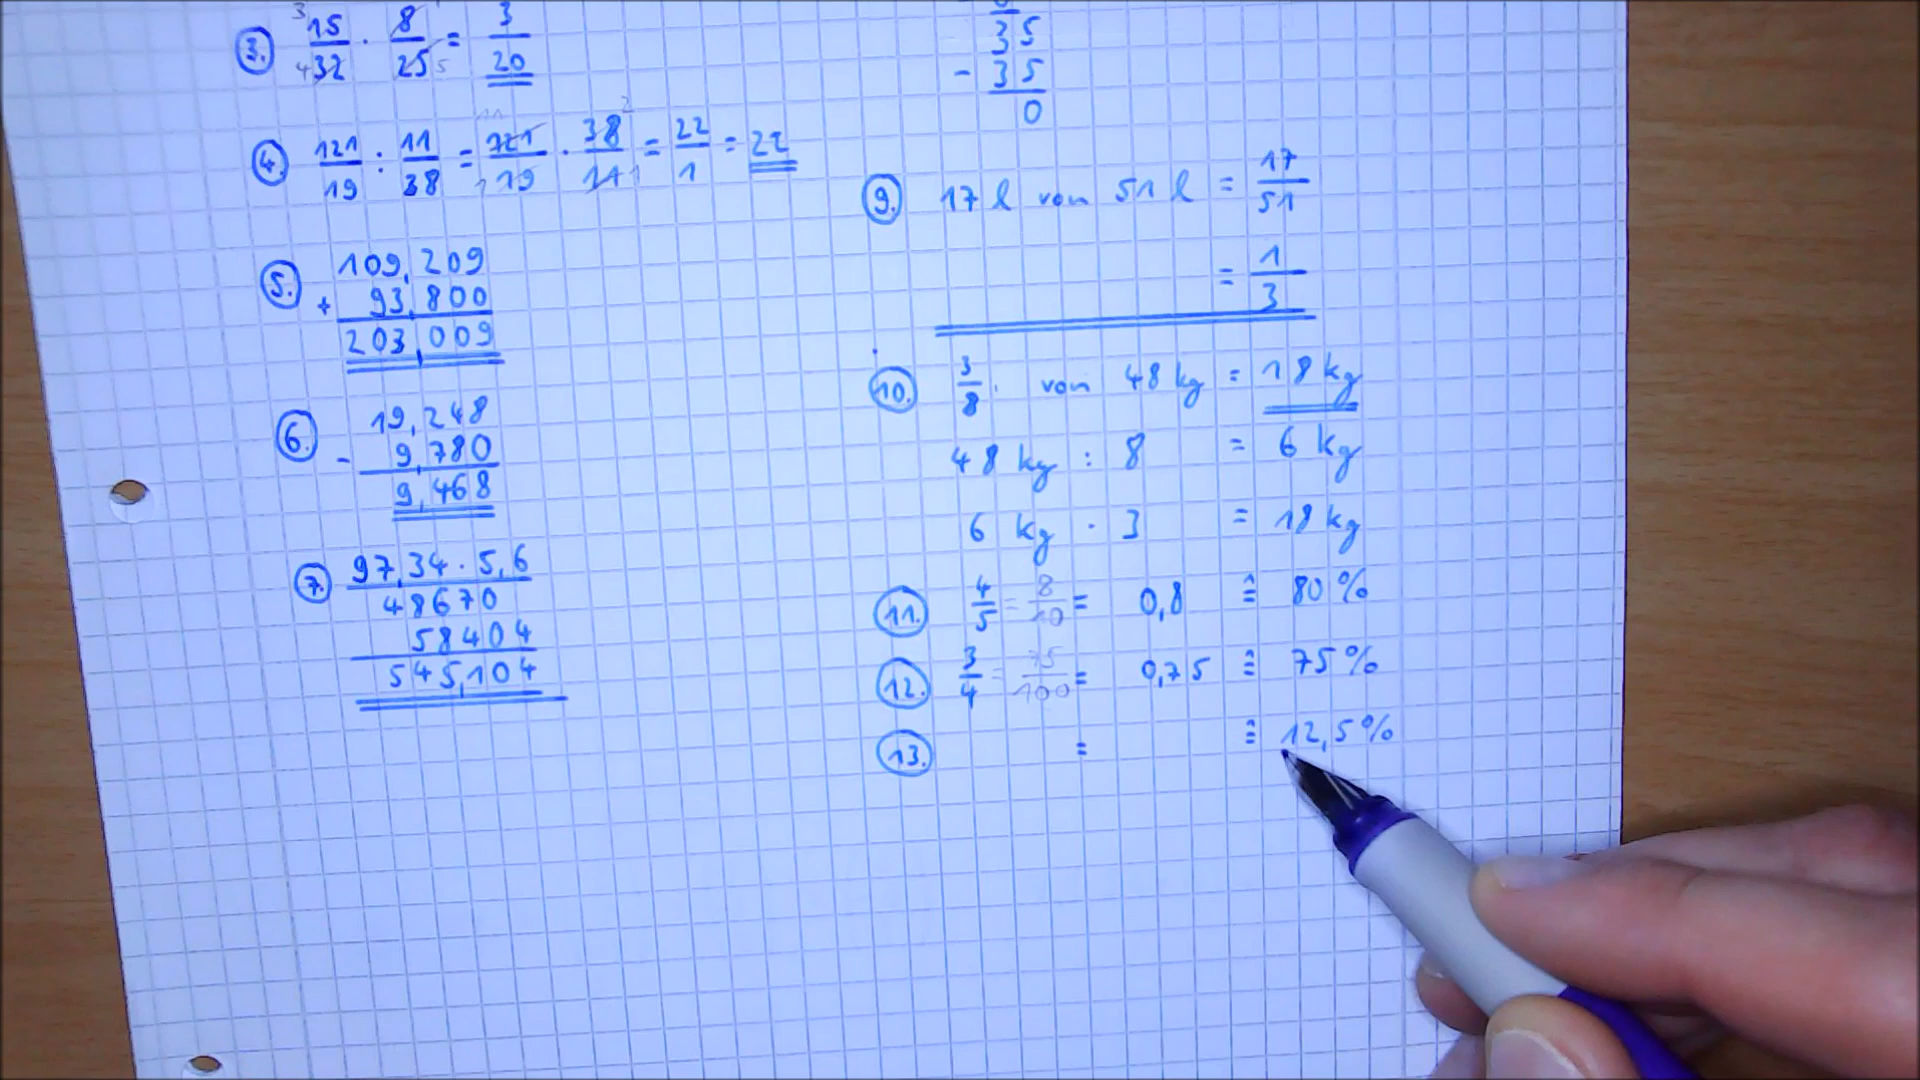 3. 3 15/4 32 · 8/25 5 = 3/20
4. 121/19 : 11/38 = 121/19 · 38/11 = 22/1 = 22
5. 109,209
+ 93,800
203,009
6. 19,248
- 9,780
9,468
7. 97,34 · 5,6
48670
58404
545,104
35
- 35
0
9. 17 l von 51 l = 17/51
= 1/3
10. 3/8 · von 48 kg = 18 kg
48 kg : 8 = 6 kg
6 kg · 3 = 18 kg
11. 4/5 = 8/10 = 0,8 ≙ 80 %
12. 3/4 = 75/100 = 0,75 ≙ 75 %
13. = ≙ 12,5 %